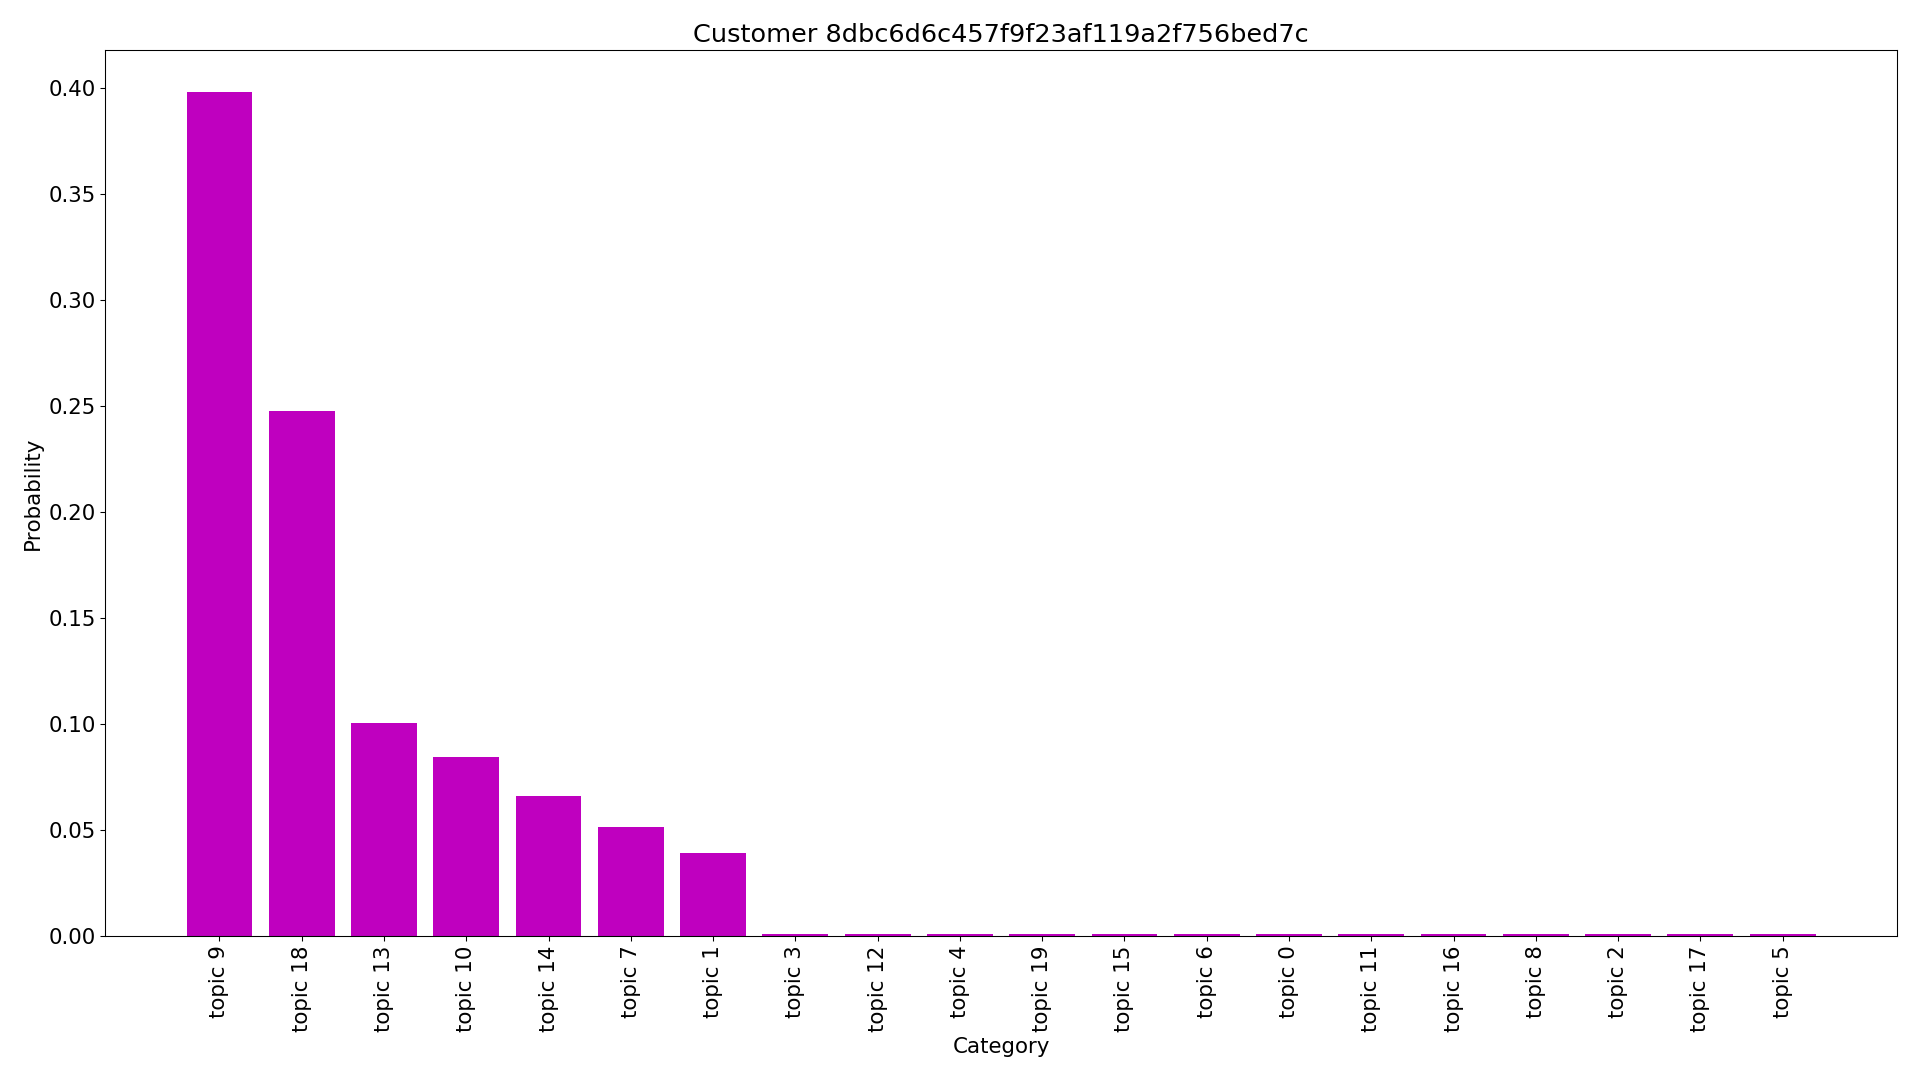 Customer 8dbc6d6c457f9f23af119a2f756bed7c
0.40
0.35
0.30
0.25
0.20
0.15
0.10
0.05
0.00
Probability
topic 9
topic 18
topic 13
topic 10
topic 14
topic 7
topic 1
topic 3
topic 12
topic 4
topic 19
topic 15
topic 6
topic 0
topic 11
topic 16
topic 8
topic 2
topic 17
topic 5
Category